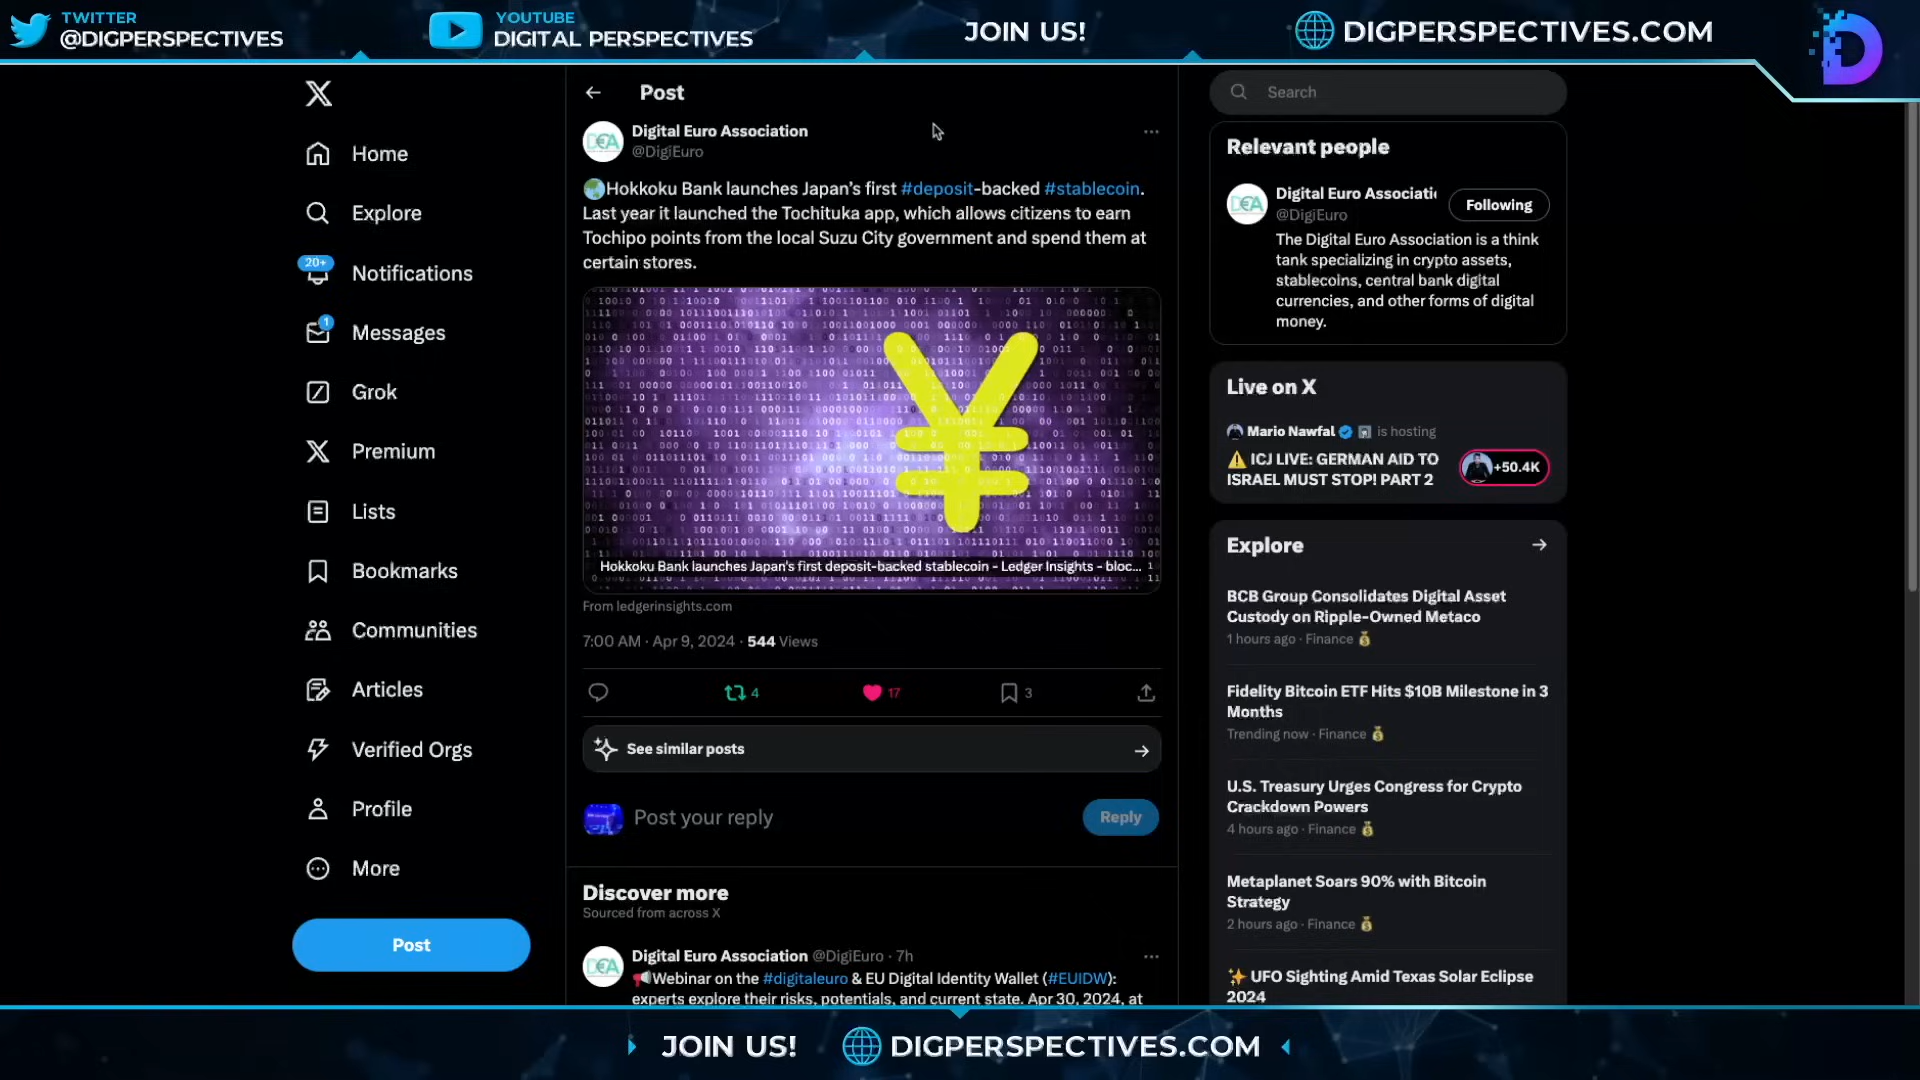 TWITTER
@DIGPERSPECTIVES
YOUTUBE
DIGITAL PERSPECTIVES
JOIN US!
DIGPERSPECTIVES.COM
Home
Explore
20+
Notifications
1
Messages
Grok
Premium
Lists
Bookmarks
Communities
Articles
Verified Orgs
Profile
More
Post
Post
DEA
Digital Euro Association
@DigiEuro
Hokkoku Bank launches Japan's first #deposit-backed #stablecoin.
Last year it launched the Tochituka app, which allows citizens to earn
Tochipo points from the local Suzu City government and spend them at
certain stores.
¥
Hokkoku Bank launches Japan's first deposit-backed stablecoin - Ledger Insights - bloc...
From ledgerinsights.com
7:00 AM · Apr 9, 2024 · 544 Views
4
17
3
See similar posts
Post your reply
Reply
Discover more
Sourced from across X
DEA
Digital Euro Association @DigiEuro · 7h
Webinar on the #digitaleuro & EU Digital Identity Wallet (#EUIDW):
experts explore their risks, potentials, and current state. Apr 30, 2024, at
Search
Relevant people
DEA
Digital Euro Associati
@DigiEuro
Following
The Digital Euro Association is a think
tank specializing in crypto assets,
stablecoins, central bank digital
currencies, and other forms of digital
money.
Live on X
Mario Nawfal is hosting
ICJ LIVE: GERMAN AID TO
ISRAEL MUST STOP! PART 2
+50.4K
Explore
BCB Group Consolidates Digital Asset
Custody on Ripple-Owned Metaco
1 hours ago · Finance
Fidelity Bitcoin ETF Hits $10B Milestone in 3
Months
Trending now · Finance
U.S. Treasury Urges Congress for Crypto
Crackdown Powers
4 hours ago · Finance
Metaplanet Soars 90% with Bitcoin
Strategy
2 hours ago · Finance
UFO Sighting Amid Texas Solar Eclipse
2024
JOIN US!
DIGPERSPECTIVES.COM